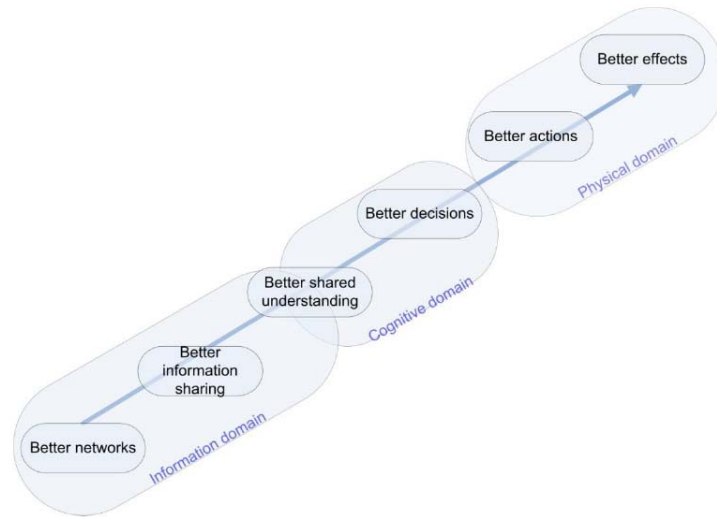 Better effects
Better actions
Physical domain
Better decisions
Better shared
understanding
Cognitive domain
Better
information
sharing
Better networks
Information domain